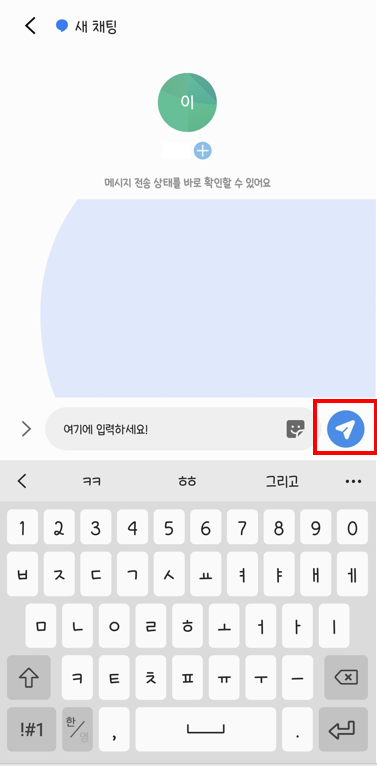 새 채팅
이
메시지 전송 상태를 바로 확인할 수 있어요
여기에 입력하세요!
ㅋㅋ ㅎㅎ 그리고
1 2 3 4 5 6 7 8 9 0
ㅂ ㅈ ㄷ ㄱ ㅅ ㅛ ㅕ ㅑ ㅐ ㅔ
ㅁ ㄴ ㅇ ㄹ ㅎ ㅗ ㅓ ㅏ ㅣ
ㅋ ㅌ ㅊ ㅍ ㅠ ㅜ ㅡ
!#1 한/영 , .